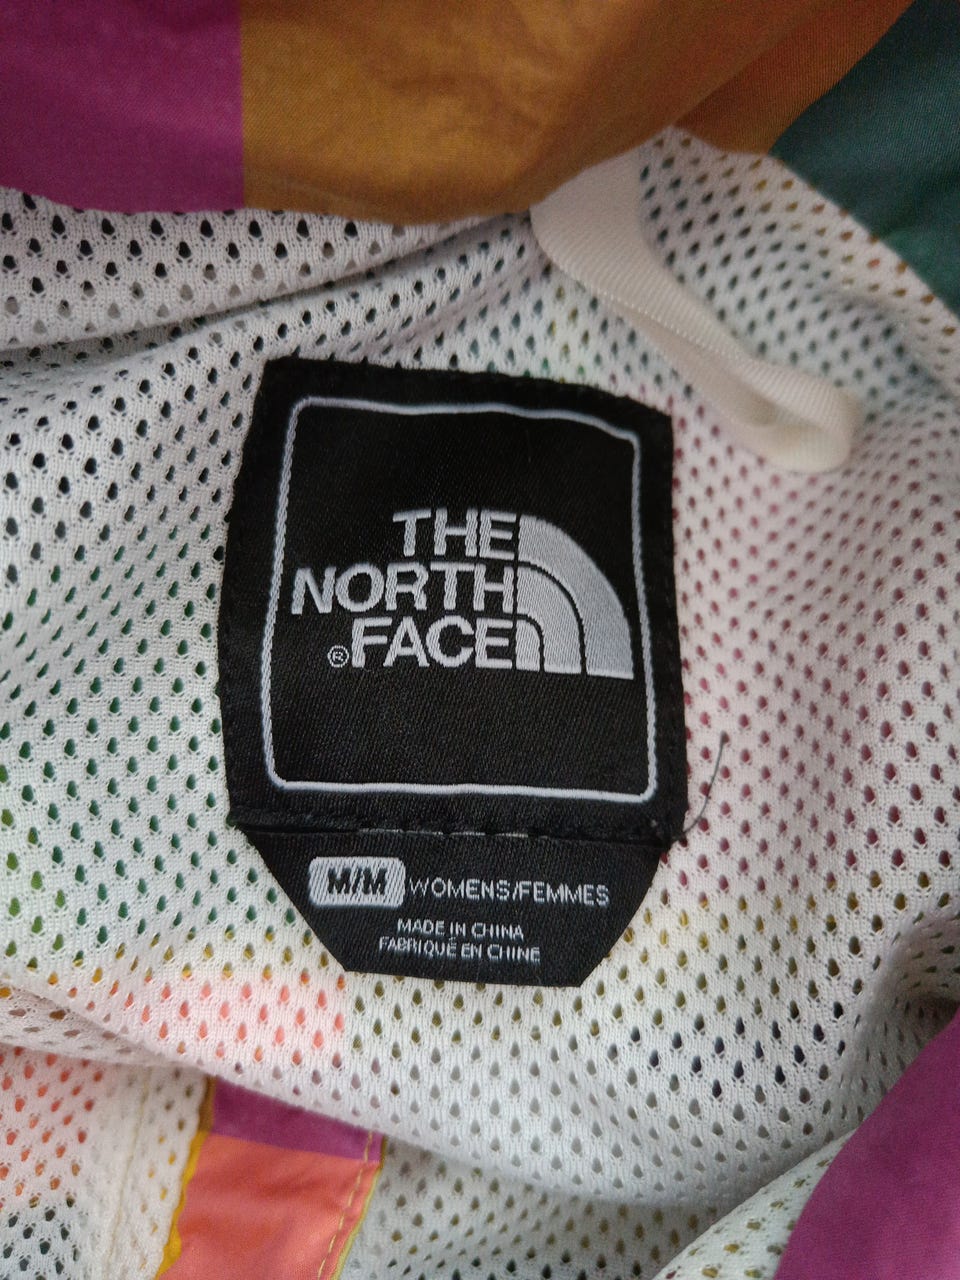 THE
NORTH
® FACE
M/M WOMENS/FEMMES
MADE IN CHINA
FABRIQUÉ EN CHINE